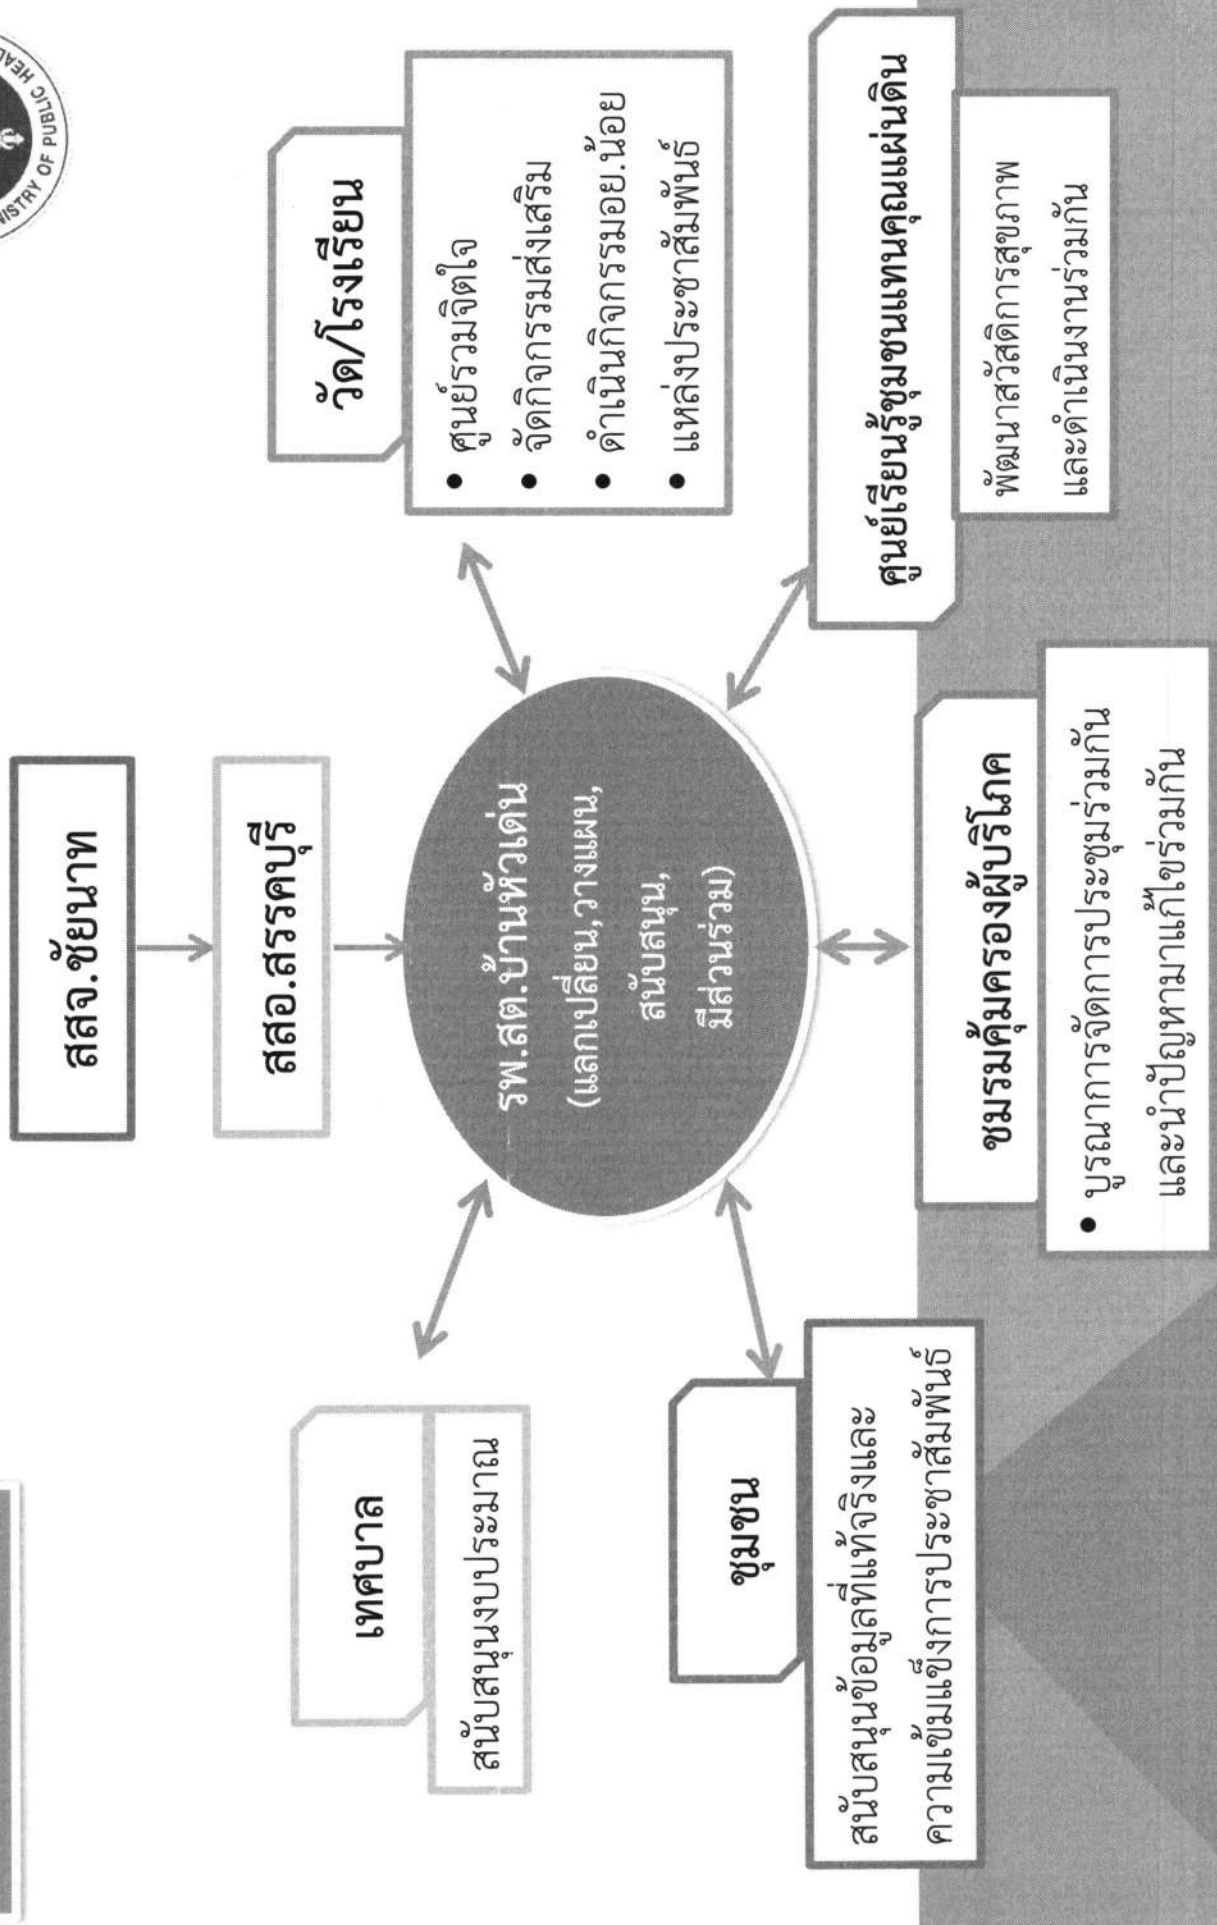 MINISTRY OF PUBLIC HEAL
สสจ.ชัยนาท
สสอ.สรรคบุรี
รพ.สต.บ้านหัวเด่น
(แลกเปลี่ยน,วางแผน,
สนับสนุน,
มีส่วนร่วม)
เทศบาล
สนับสนุนงบประมาณ
วัด/โรงเรียน
• ศูนย์รวมจิตใจ
• จัดกิจกรรมส่งเสริม
• ดำเนินกิจกรรมอย.น้อย
• แหล่งประชาสัมพันธ์
ชุมชน
สนับสนุนข้อมูลที่แท้จริงและ
ความเข้มแข็งการประชาสัมพันธ์
ชมรมคุ้มครองผู้บริโภค
• บูรณาการจัดการประชุมร่วมกัน
และนำปัญหามาแก้ไขร่วมกัน
ศูนย์เรียนรู้ชุมชนแทนคุณแผ่นดิน
พัฒนาสวัสดิการสุขภาพ
และดำเนินงานร่วมกัน